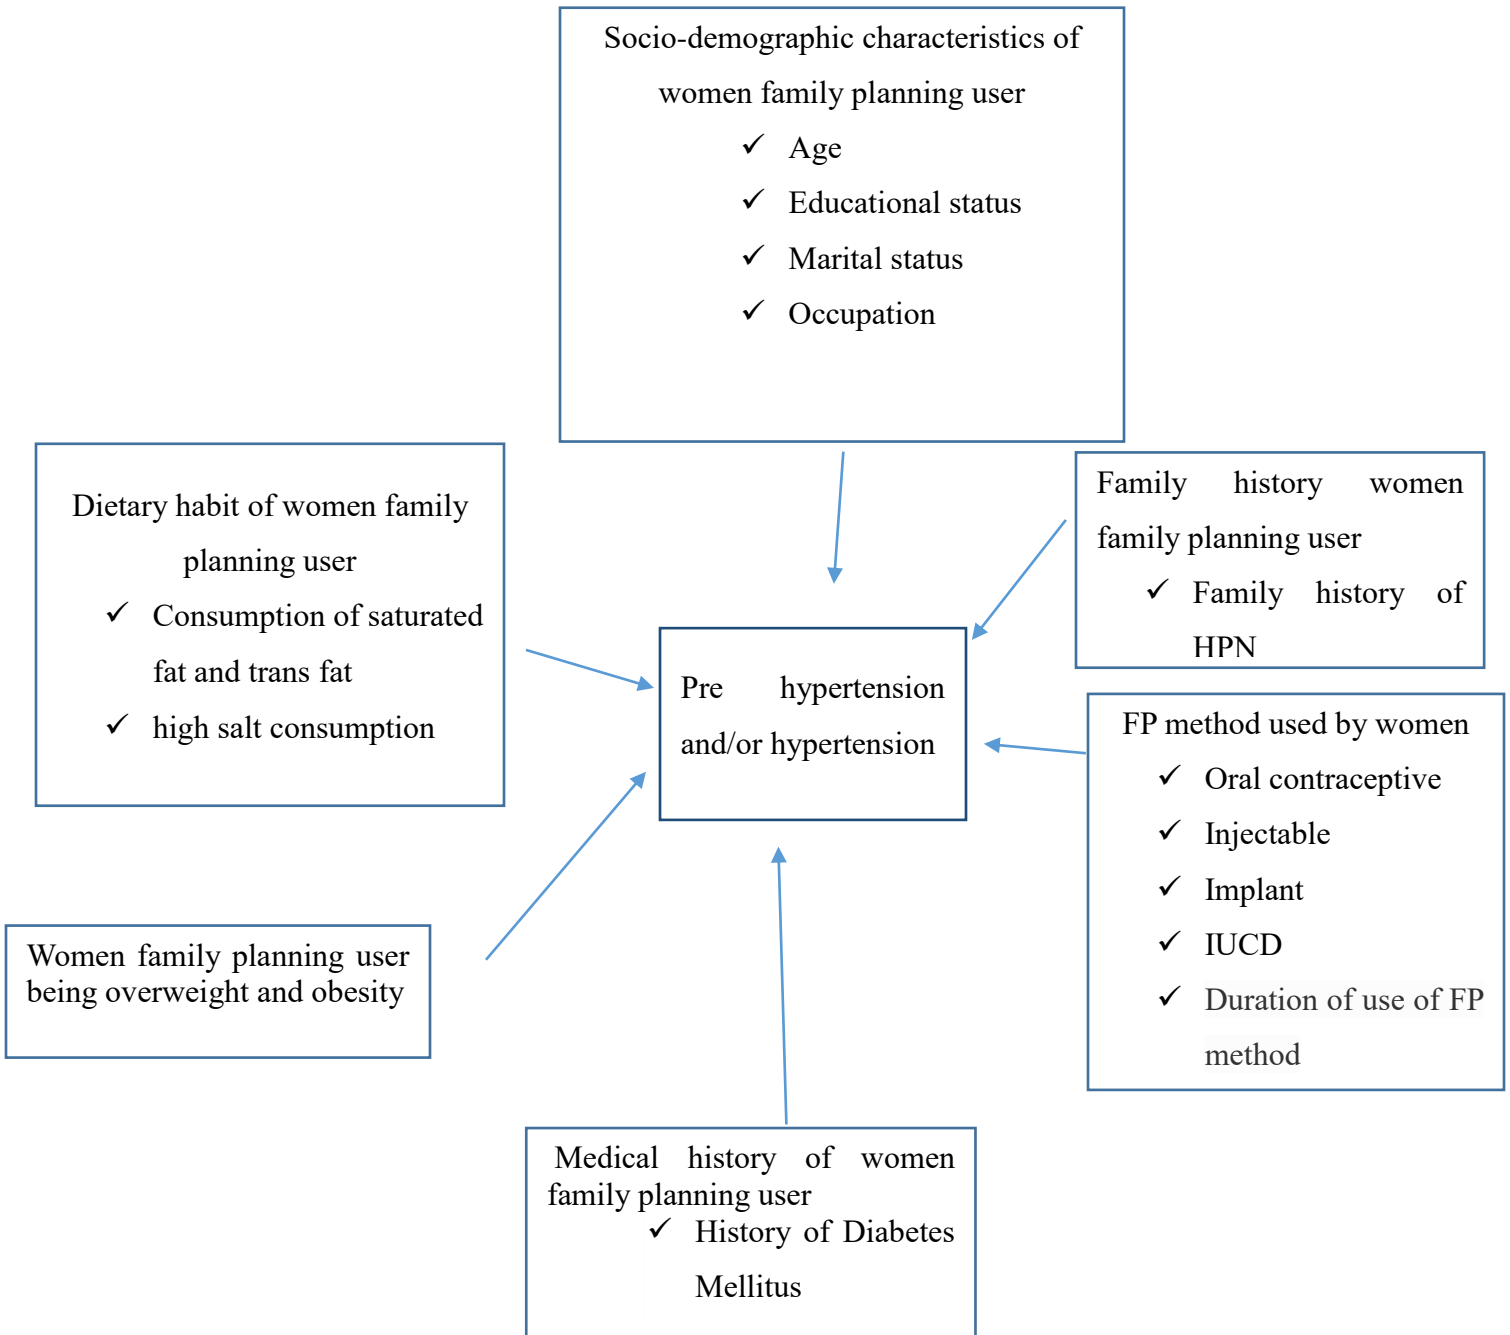 Socio-demographic characteristics of
women family planning user
✓ Age
✓ Educational status
✓ Marital status
✓ Occupation
Dietary habit of women family
planning user
✓ Consumption of saturated
fat and trans fat
✓ high salt consumption
Family history women
family planning user
✓ Family history of
HPN
Pre hypertension
and/or hypertension
FP method used by women
✓ Oral contraceptive
✓ Injectable
✓ Implant
✓ IUCD
✓ Duration of use of FP
method
Women family planning user
being overweight and obesity
Medical history of women
family planning user
✓ History of Diabetes
Mellitus